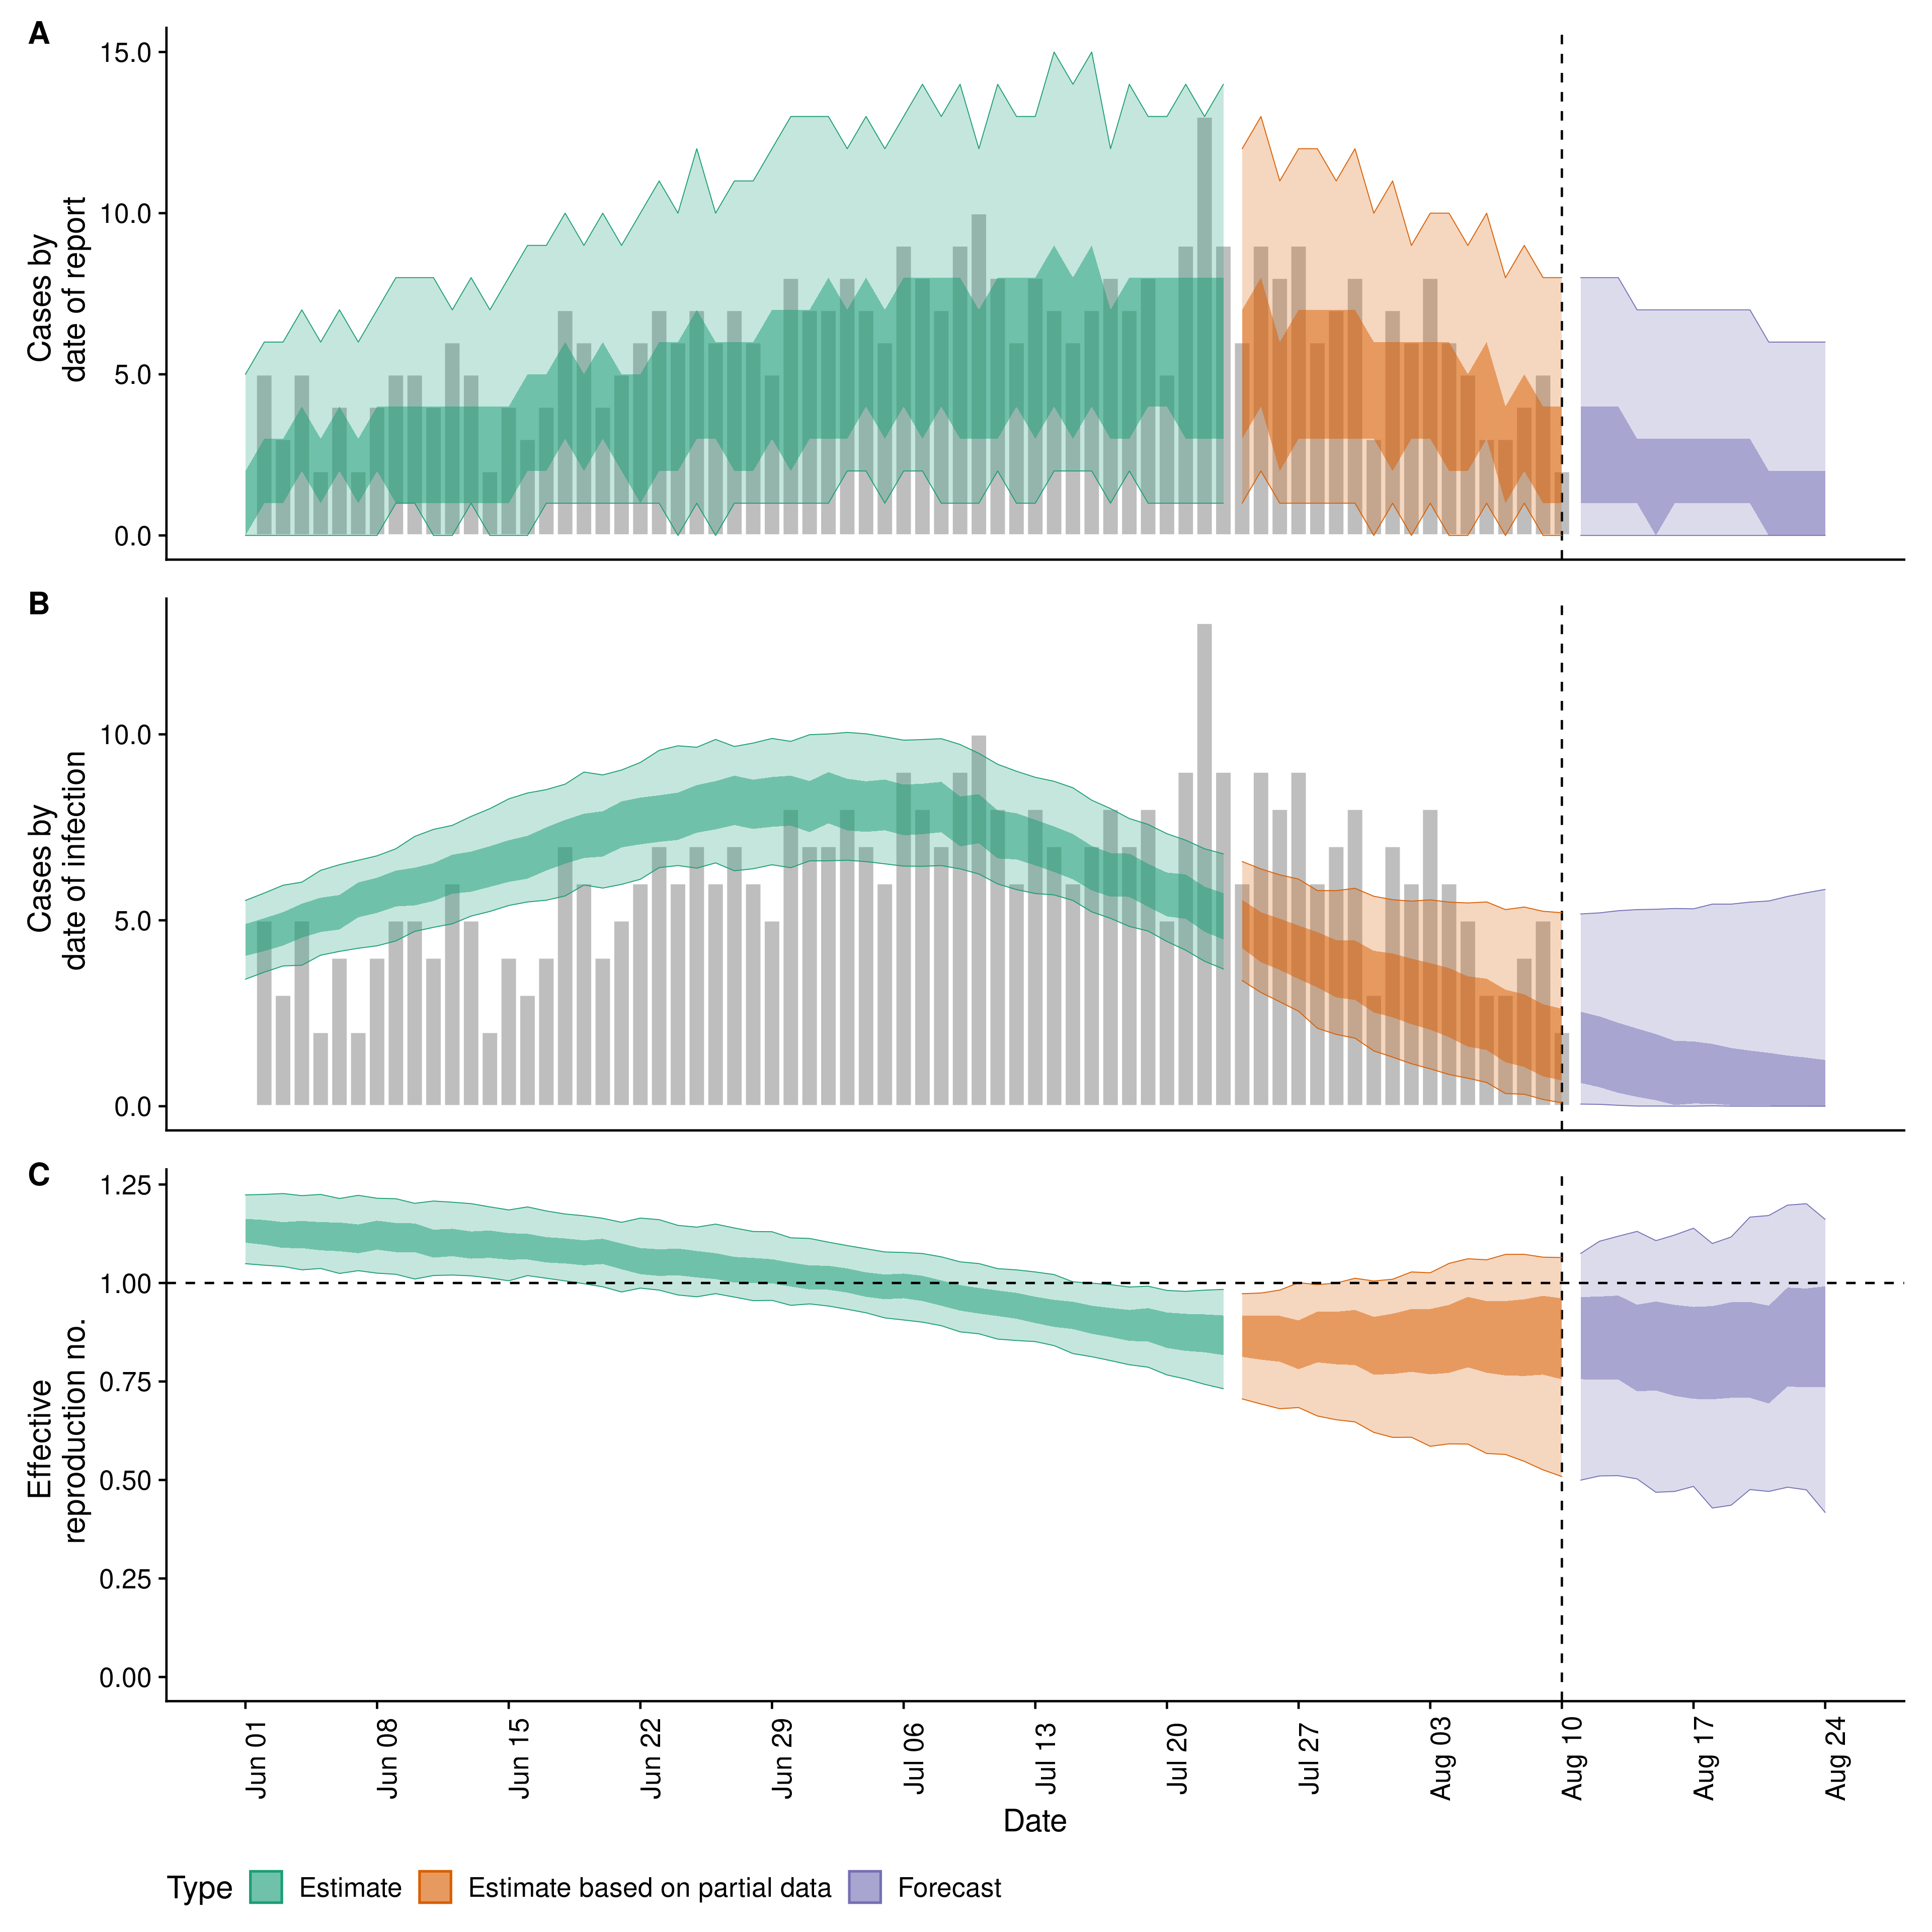 A
15.0
10.0
5.0
0.0
Cases by
date of report
B
10.0
5.0
0.0
Cases by
date of infection
C
1.25
1.00
0.75
0.50
0.25
0.00
Effective
reproduction no.
Jun 01
Jun 08
Jun 15
Jun 22
Jun 29
Jul 06
Jul 13
Jul 20
Jul 27
Aug 03
Aug 10
Aug 17
Aug 24
Date
Type Estimate Estimate based on partial data Forecast